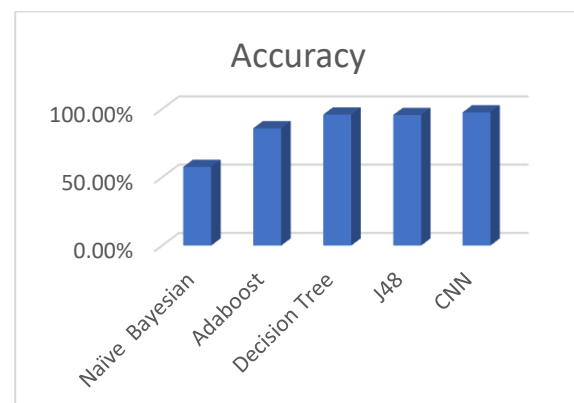 Accuracy
100.00%
50.00%
0.00%
Naïve Bayesian
Adaboost
Decision Tree
J48
CNN